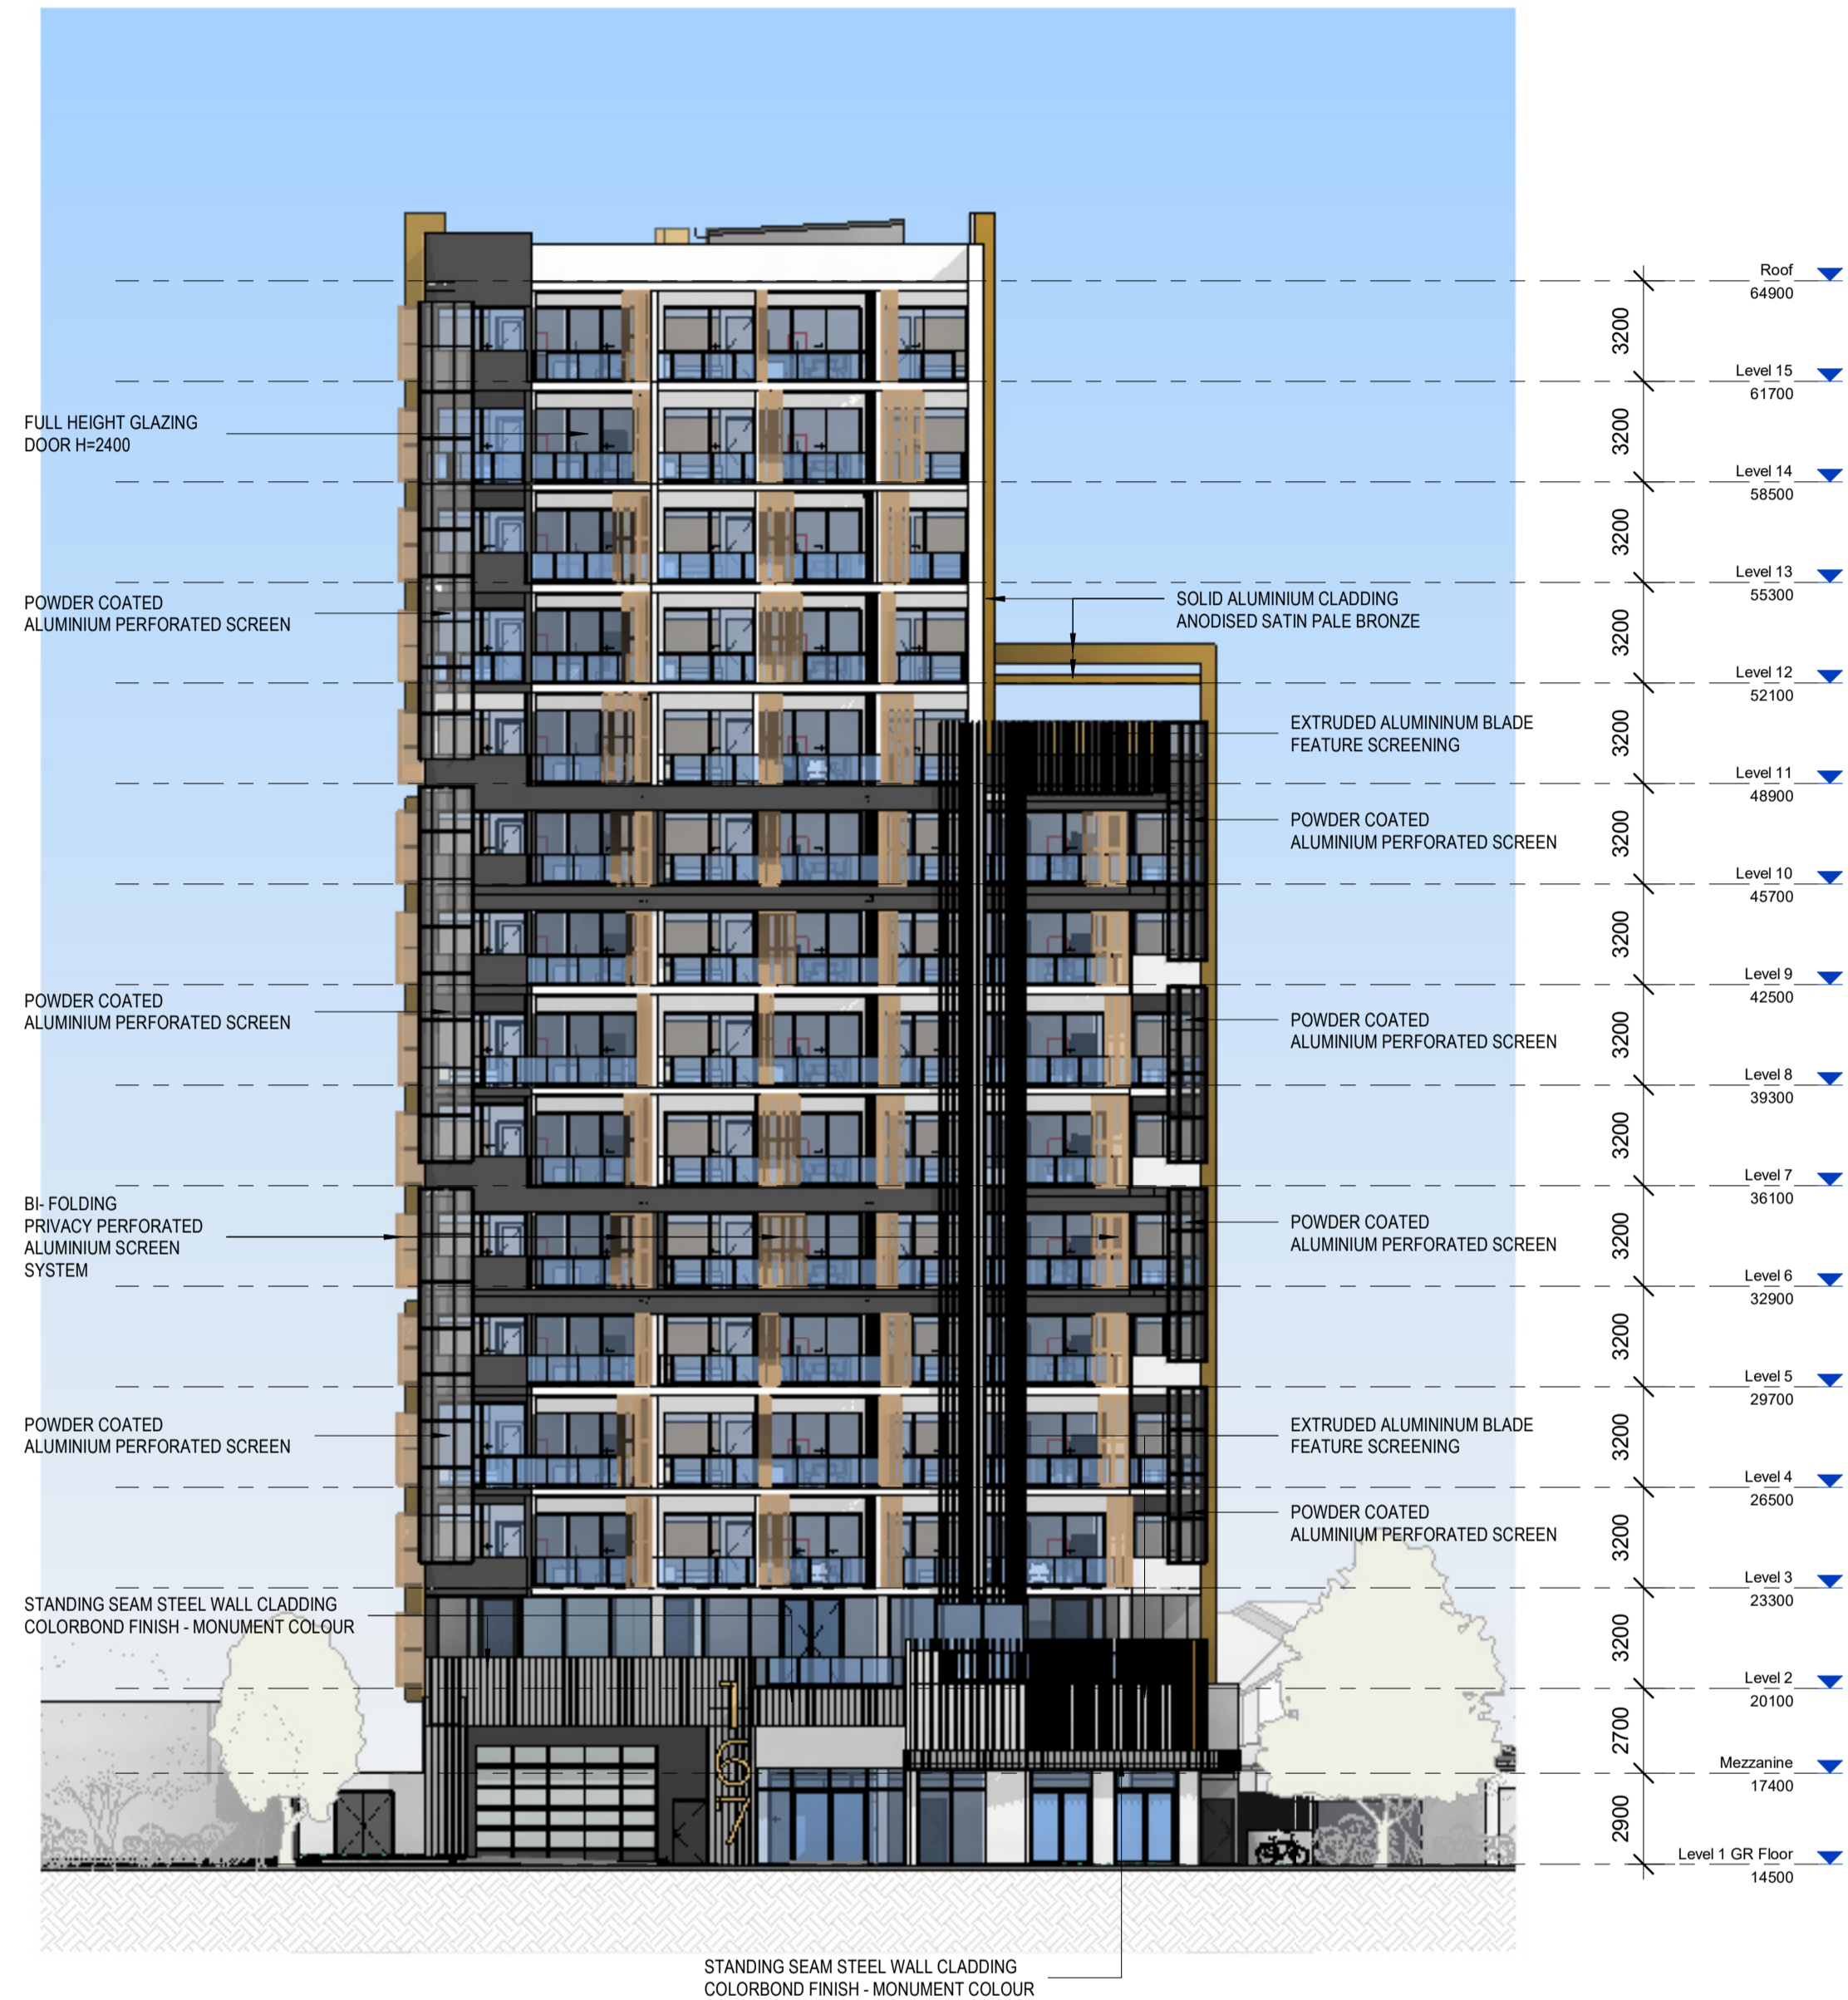 FULL HEIGHT GLAZING
DOOR H=2400
POWDER COATED
ALUMINIUM PERFORATED SCREEN
POWDER COATED
ALUMINIUM PERFORATED SCREEN
BI- FOLDING
PRIVACY PERFORATED
ALUMINIUM SCREEN
SYSTEM
POWDER COATED
ALUMINIUM PERFORATED SCREEN
STANDING SEAM STEEL WALL CLADDING
COLORBOND FINISH - MONUMENT COLOUR
167
SOLID ALUMINIUM CLADDING
ANODISED SATIN PALE BRONZE
EXTRUDED ALUMININUM BLADE
FEATURE SCREENING
POWDER COATED
ALUMINIUM PERFORATED SCREEN
POWDER COATED
ALUMINIUM PERFORATED SCREEN
POWDER COATED
ALUMINIUM PERFORATED SCREEN
EXTRUDED ALUMININUM BLADE
FEATURE SCREENING
POWDER COATED
ALUMINIUM PERFORATED SCREEN
STANDING SEAM STEEL WALL CLADDING
COLORBOND FINISH - MONUMENT COLOUR
Roof
64900
3200
Level 15
61700
3200
Level 14
58500
3200
Level 13
55300
3200
Level 12
52100
3200
Level 11
48900
3200
Level 10
45700
3200
Level 9
42500
3200
Level 8
39300
3200
Level 7
36100
3200
Level 6
32900
3200
Level 5
29700
3200
Level 4
26500
3200
Level 3
23300
3200
Level 2
20100
2700
Mezzanine
17400
2900
Level 1 GR Floor
14500